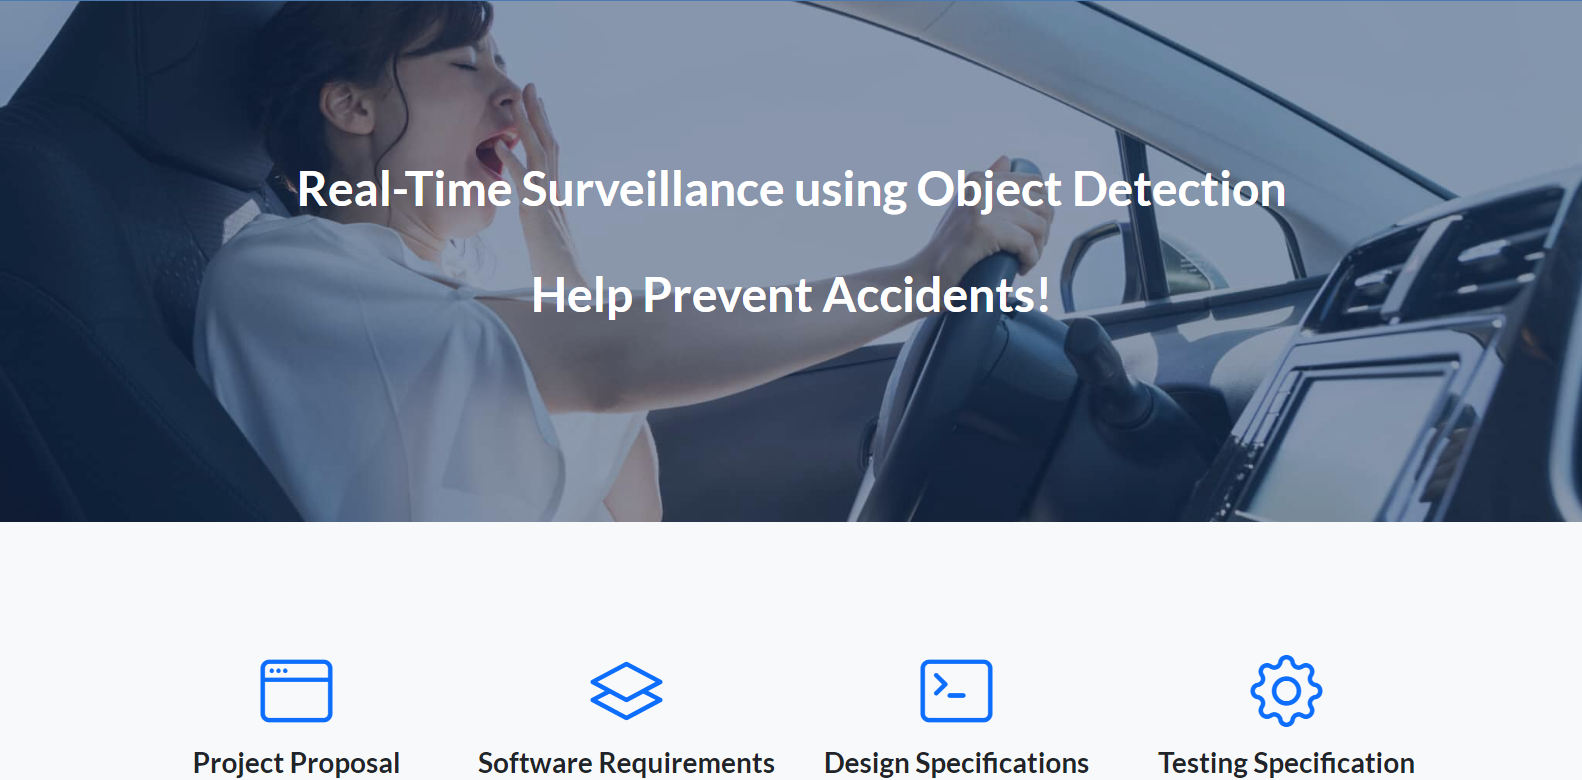 Real-Time Surveillance using Object Detection
Help Prevent Accidents!
Project Proposal
Software Requirements
Design Specifications
Testing Specification